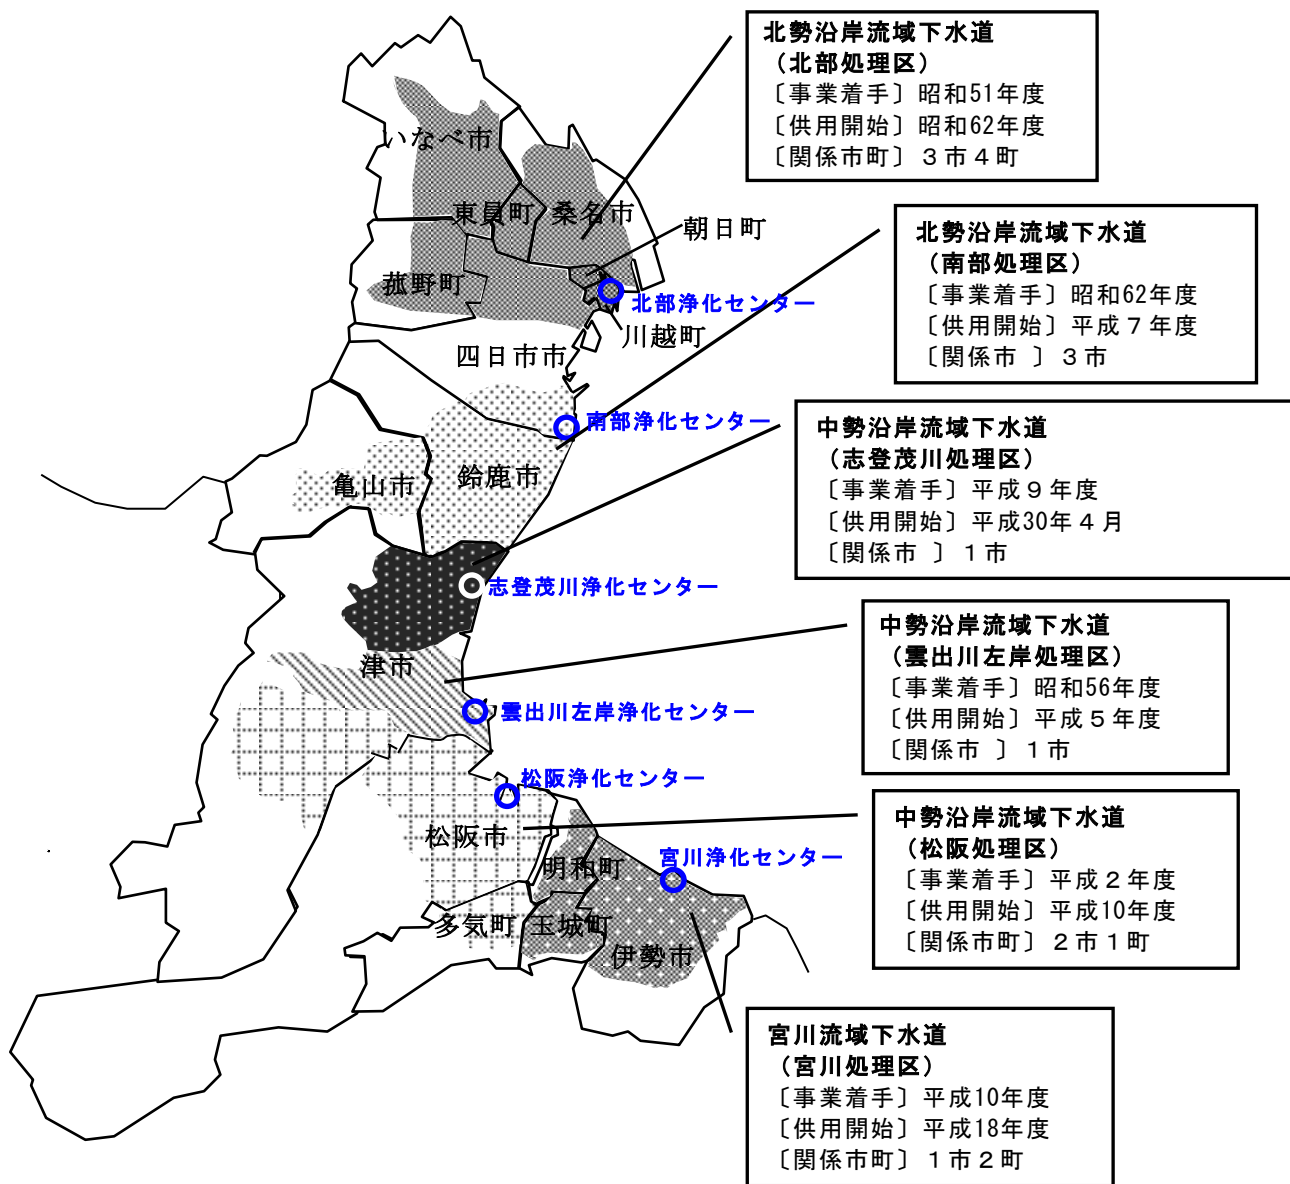 北勢沿岸流域下水道
（北部処理区）
〔事業着手〕昭和51年度
〔供用開始〕昭和62年度
〔関係市町〕３市４町
北勢沿岸流域下水道
（南部処理区）
〔事業着手〕昭和62年度
〔供用開始〕平成７年度
〔関係市 〕３市
中勢沿岸流域下水道
（志登茂川処理区）
〔事業着手〕平成９年度
〔供用開始〕平成30年４月
〔関係市 〕１市
中勢沿岸流域下水道
（雲出川左岸処理区）
〔事業着手〕昭和56年度
〔供用開始〕平成５年度
〔関係市 〕１市
中勢沿岸流域下水道
（松阪処理区）
〔事業着手〕平成２年度
〔供用開始〕平成10年度
〔関係市町〕２市１町
宮川流域下水道
（宮川処理区）
〔事業着手〕平成10年度
〔供用開始〕平成18年度
〔関係市町〕１市２町
いなべ市
東員町
桑名市
朝日町
菰野町
北部浄化センター
川越町
四日市市
南部浄化センター
鈴鹿市
亀山市
志登茂川浄化センター
津市
雲出川左岸浄化センター
松阪浄化センター
松阪市
宮川浄化センター
明和町
多気町
玉城町
伊勢市